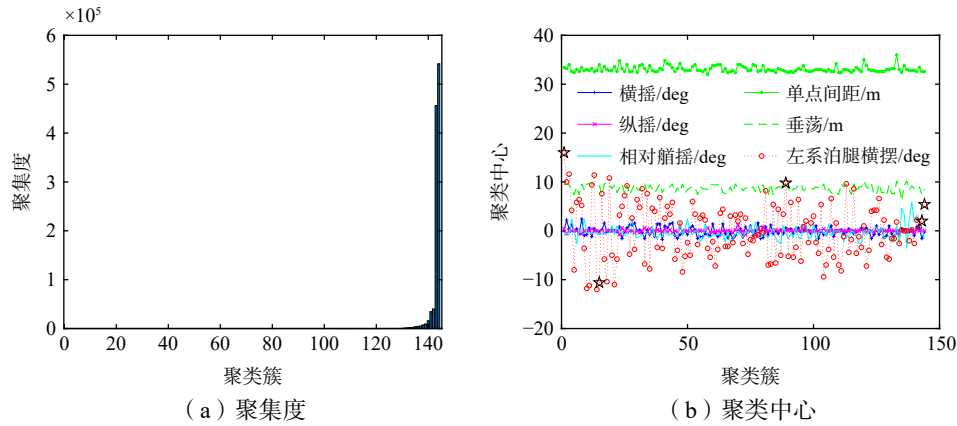 ×10⁵
6
5
4
3
2
1
0
聚集度
0 20 40 60 80 100 120 140
聚类簇
(a)聚集度
40
30
20
10
0
−10
−20
聚类中心
横摇/deg 单点间距/m
纵摇/deg 垂荡/m
相对艏摇/deg 左系泊腿横摆/deg
0 50 100 150
聚类簇
(b)聚类中心